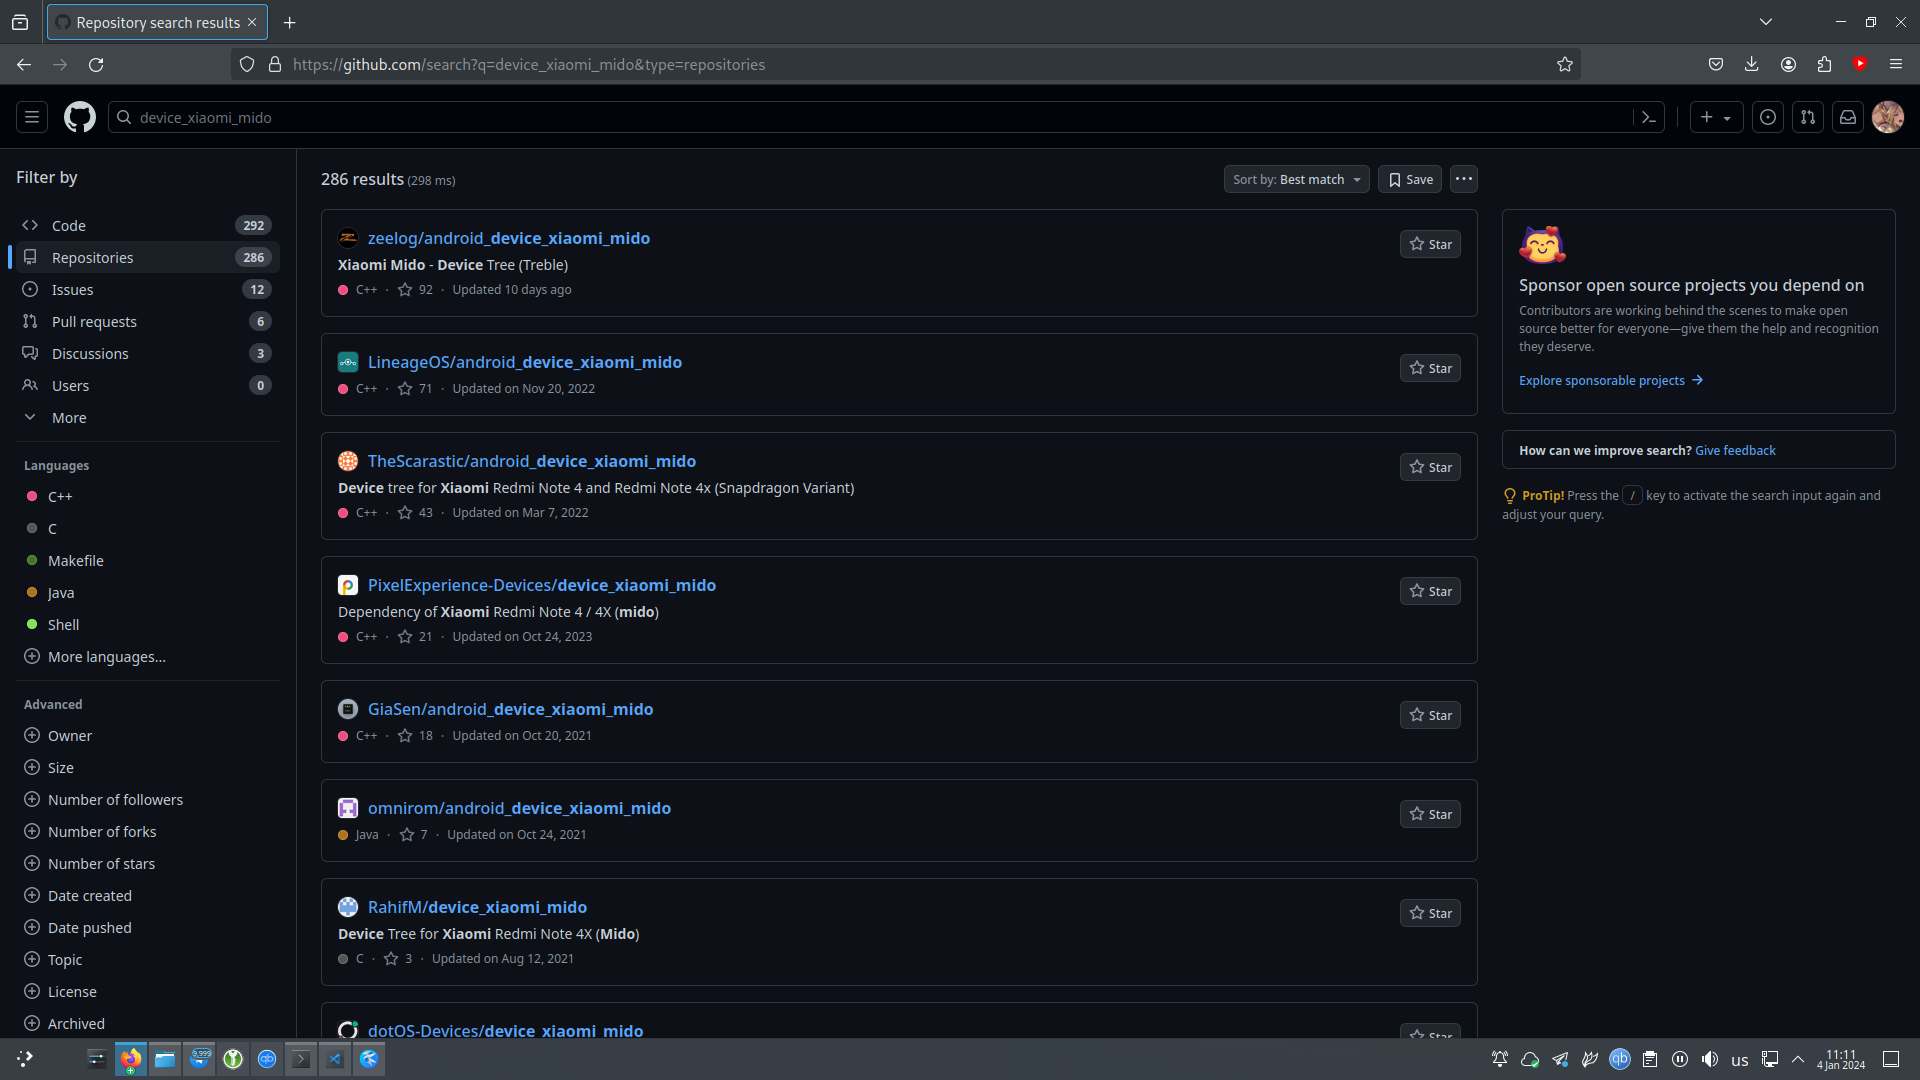 Repository search results
https://github.com/search?q=device_xiaomi_mido&type=repositories
device_xiaomi_mido
Filter by
Code 292
Repositories 286
Issues 12
Pull requests 6
Discussions 3
Users 0
More
Languages
C++
C
Makefile
Java
Shell
More languages...
Advanced
Owner
Size
Number of followers
Number of forks
Number of stars
Date created
Date pushed
Topic
License
Archived
286 results (298 ms)
Sort by: Best match
Save
zeelog/android_device_xiaomi_mido
Star
Xiaomi Mido - Device Tree (Treble)
C++ · 92 · Updated 10 days ago
LineageOS/android_device_xiaomi_mido
Star
C++ · 71 · Updated on Nov 20, 2022
TheScarastic/android_device_xiaomi_mido
Star
Device tree for Xiaomi Redmi Note 4 and Redmi Note 4x (Snapdragon Variant)
C++ · 43 · Updated on Mar 7, 2022
PixelExperience-Devices/device_xiaomi_mido
Star
Dependency of Xiaomi Redmi Note 4 / 4X (mido)
C++ · 21 · Updated on Oct 24, 2023
GiaSen/android_device_xiaomi_mido
Star
C++ · 18 · Updated on Oct 20, 2021
omnirom/android_device_xiaomi_mido
Star
Java · 7 · Updated on Oct 24, 2021
RahifM/device_xiaomi_mido
Star
Device Tree for Xiaomi Redmi Note 4X (Mido)
C · 3 · Updated on Aug 12, 2021
dotOS-Devices/device_xiaomi_mido
Star
Sponsor open source projects you depend on
Contributors are working behind the scenes to make open
source better for everyone—give them the help and recognition
they deserve.
Explore sponsorable projects
How can we improve search? Give feedback
ProTip! Press the / key to activate the search input again and
adjust your query.
9,999
qb
qb
us
11:11
4 Jan 2024